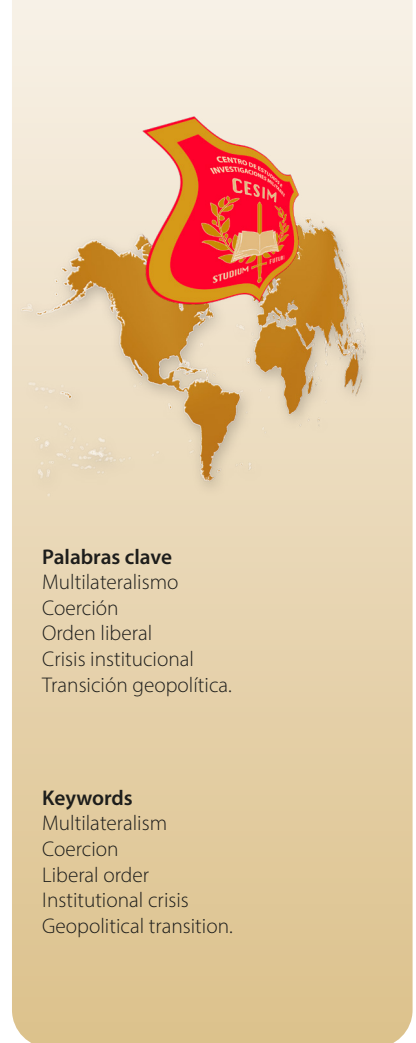 CENTRO DE ESTUDIOS E
INVESTIGACIONES MILITARES
CESIM
STUDIUM
Palabras clave
Multilateralismo
Coerción
Orden liberal
Crisis institucional
Transición geopolítica.
Keywords
Multilateralism
Coercion
Liberal order
Institutional crisis
Geopolitical transition.